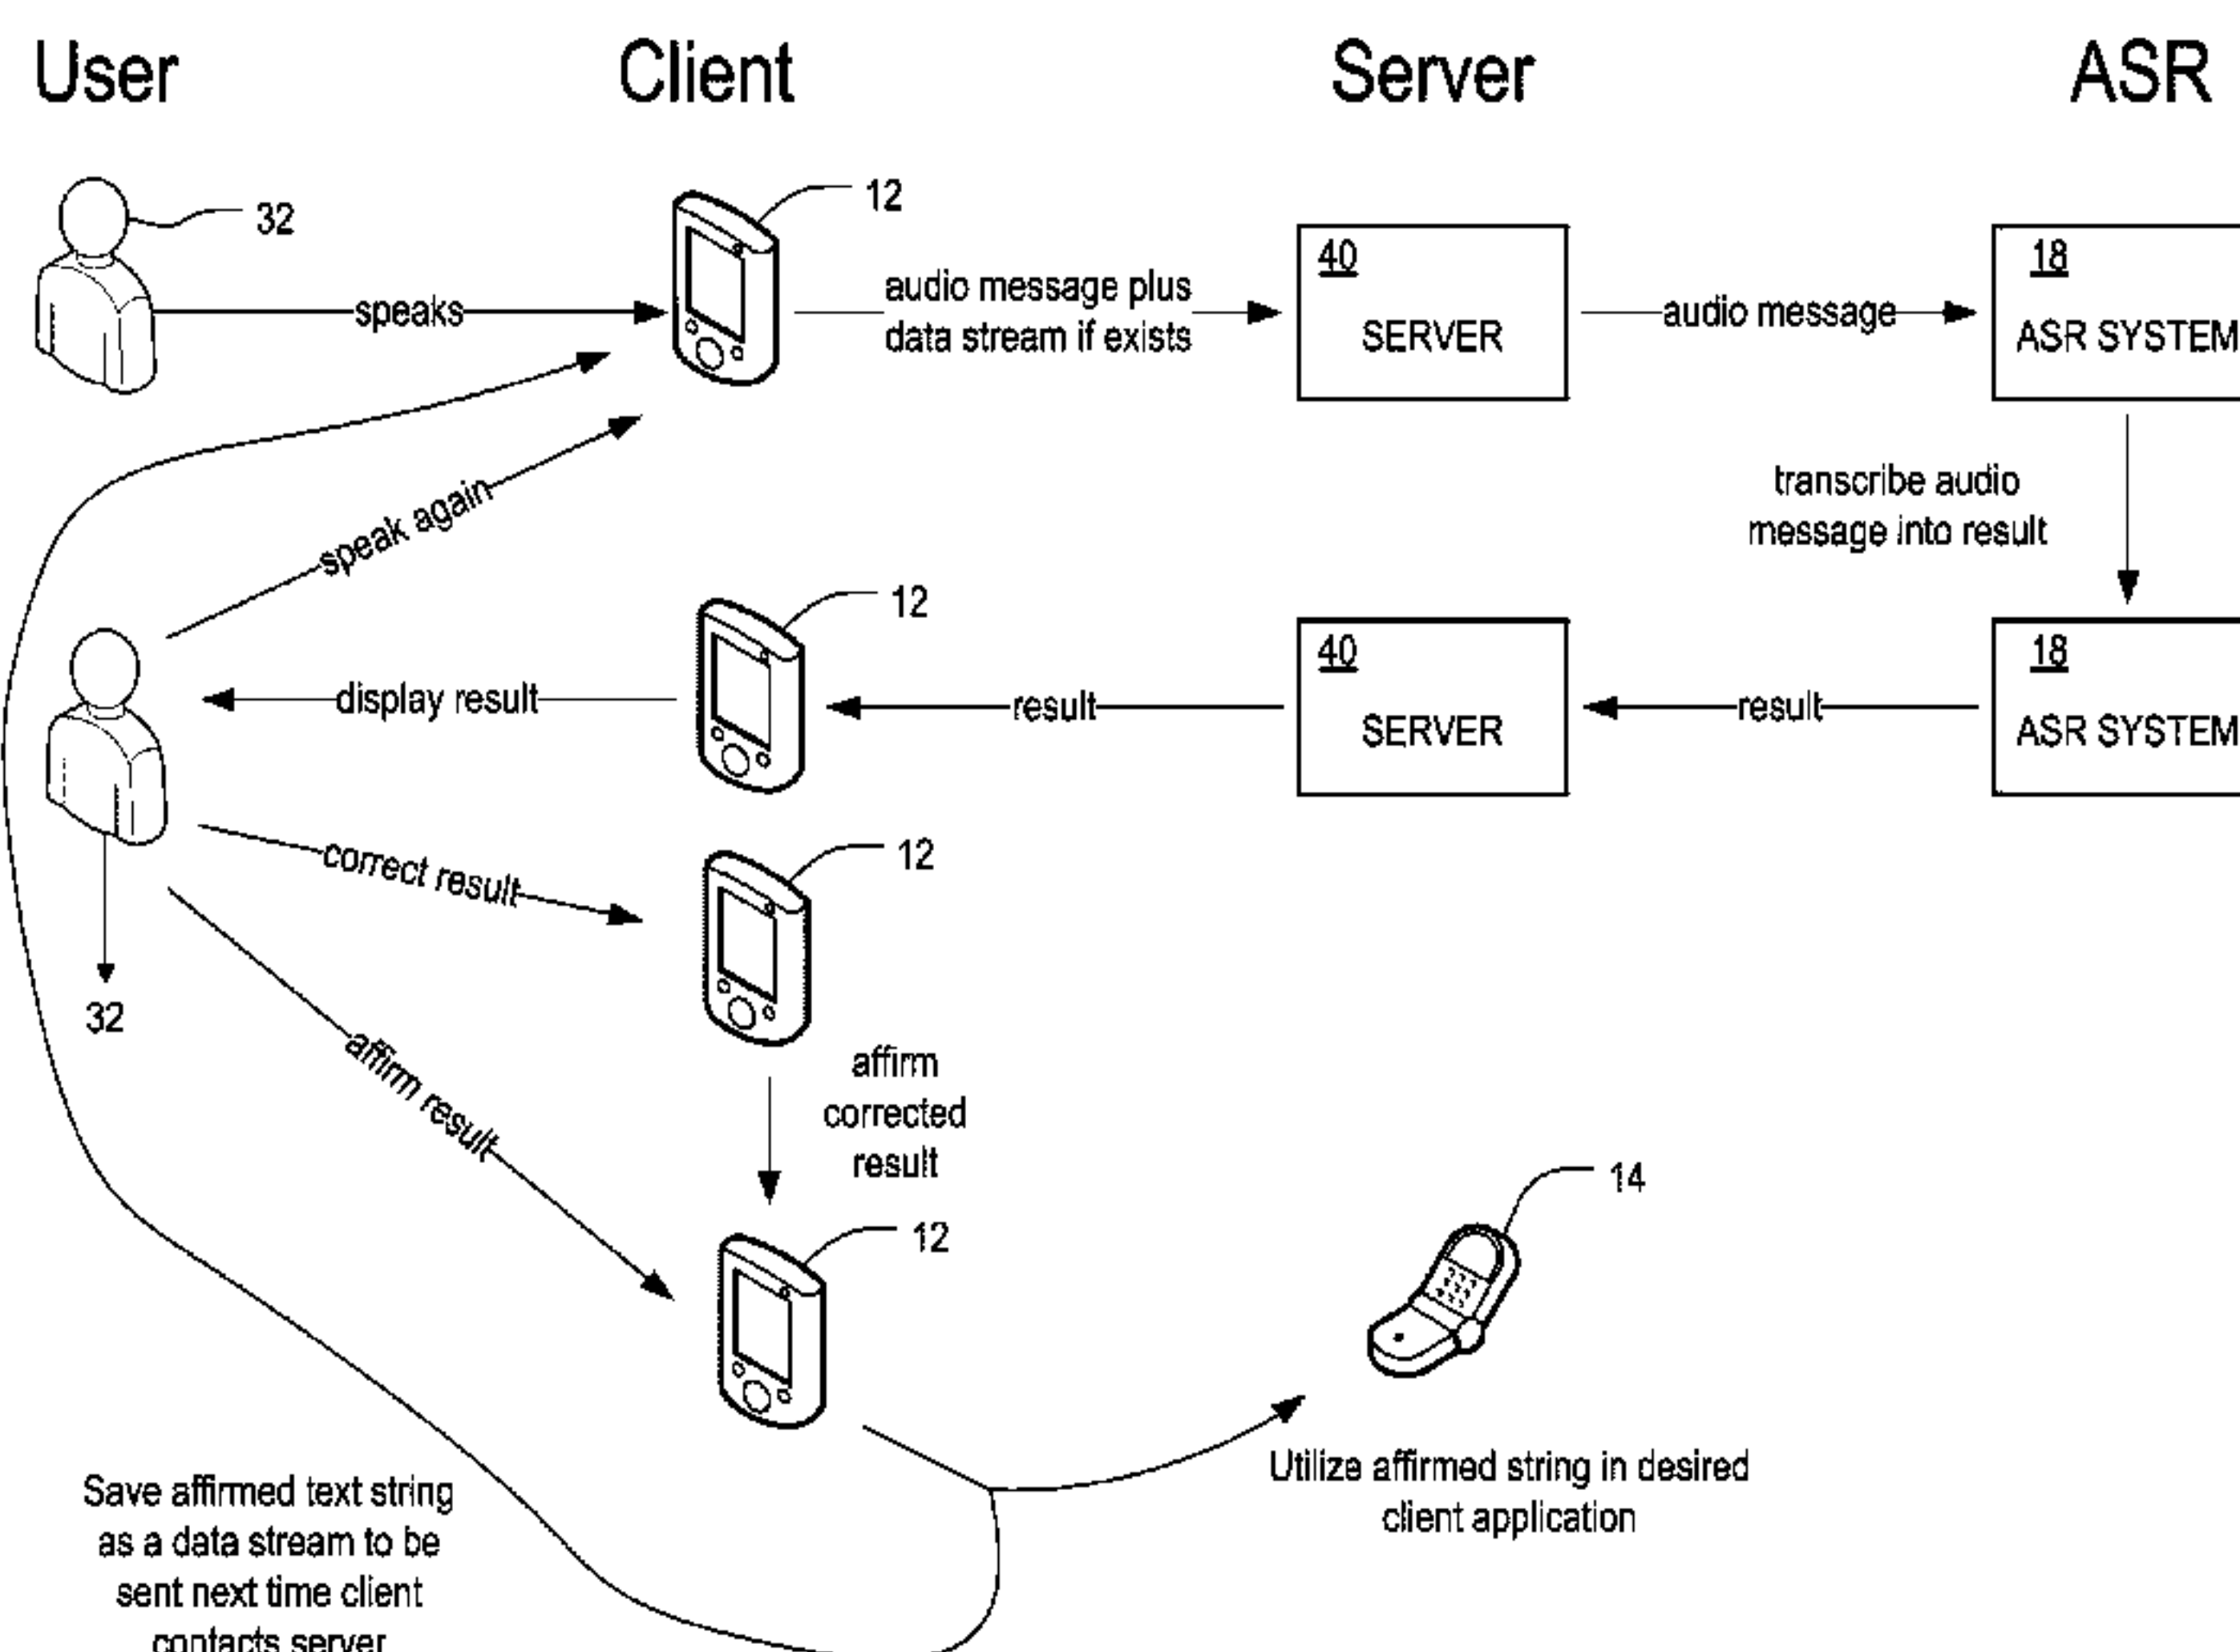 User
Client
Server
ASR
32
12
speaks
audio message plus
data stream if exists
40
SERVER
audio message
18
ASR SYSTEM
speak again
transcribe audio
message into result
12
display result
result
40
SERVER
result
18
ASR SYSTEM
correct result
12
32
affirm result
affirm
corrected
result
12
14
Utilize affirmed string in desired
client application
Save affirmed text string
as a data stream to be
sent next time client
contacts server